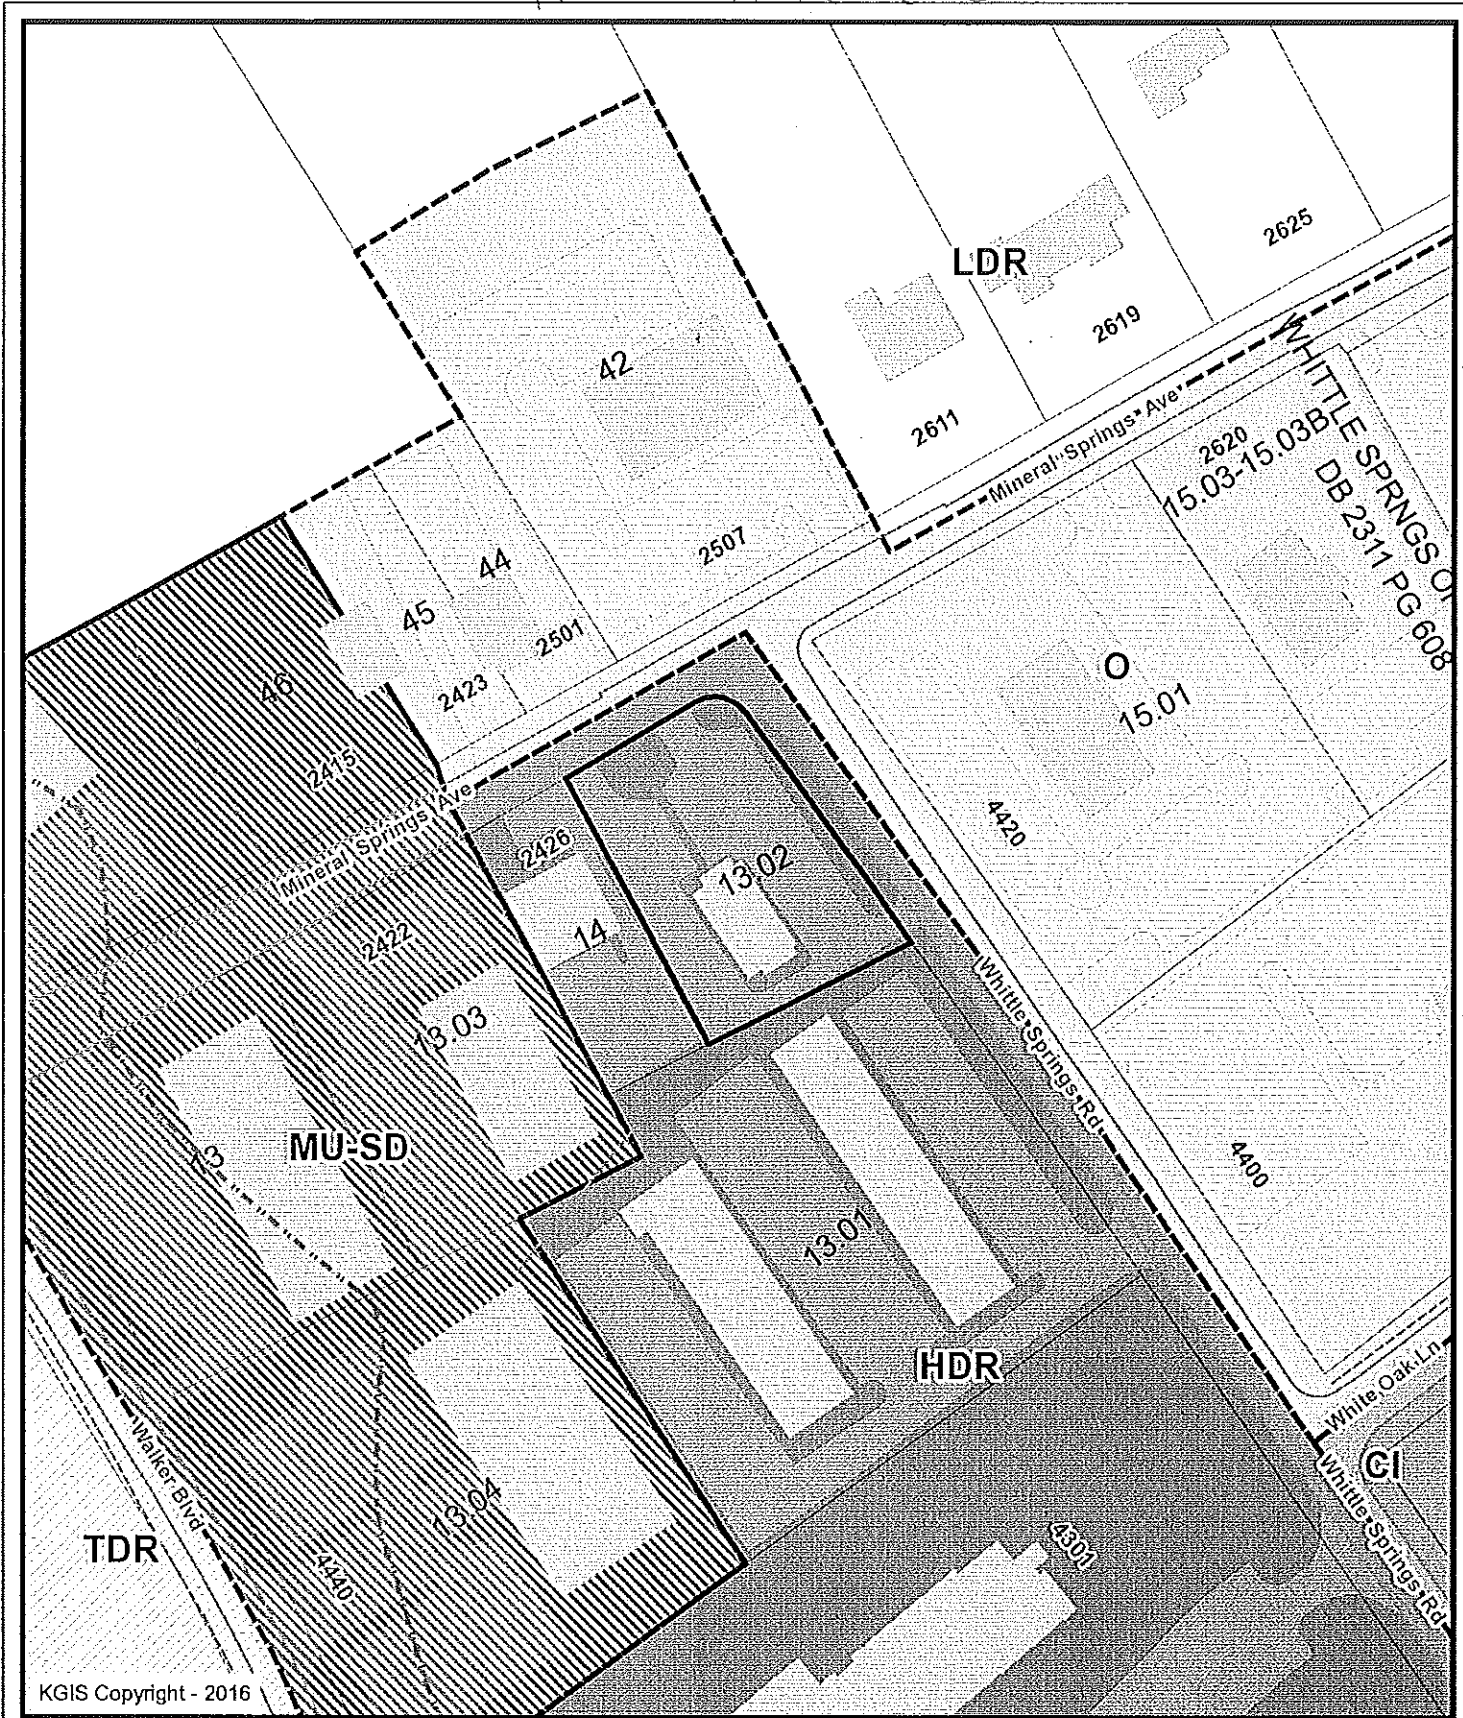 LDR
2625
2619
2611
42
2507
Mineral Springs Ave
2620
15.03-15.03B
WHITTLE SPRNGS O
DB 2311 PG 608
44
45
2501
2423
46
2415
O
15.01
Mineral Springs Ave
2426
13.02
4420
14
2422
13.03
Whittle Springs Rd
13
MU-SD
4400
13.01
HDR
White Oak Ln
CI
Walker Blvd
13.04
Whittle Springs Rd
TDR
4440
4301
KGIS Copyright - 2016